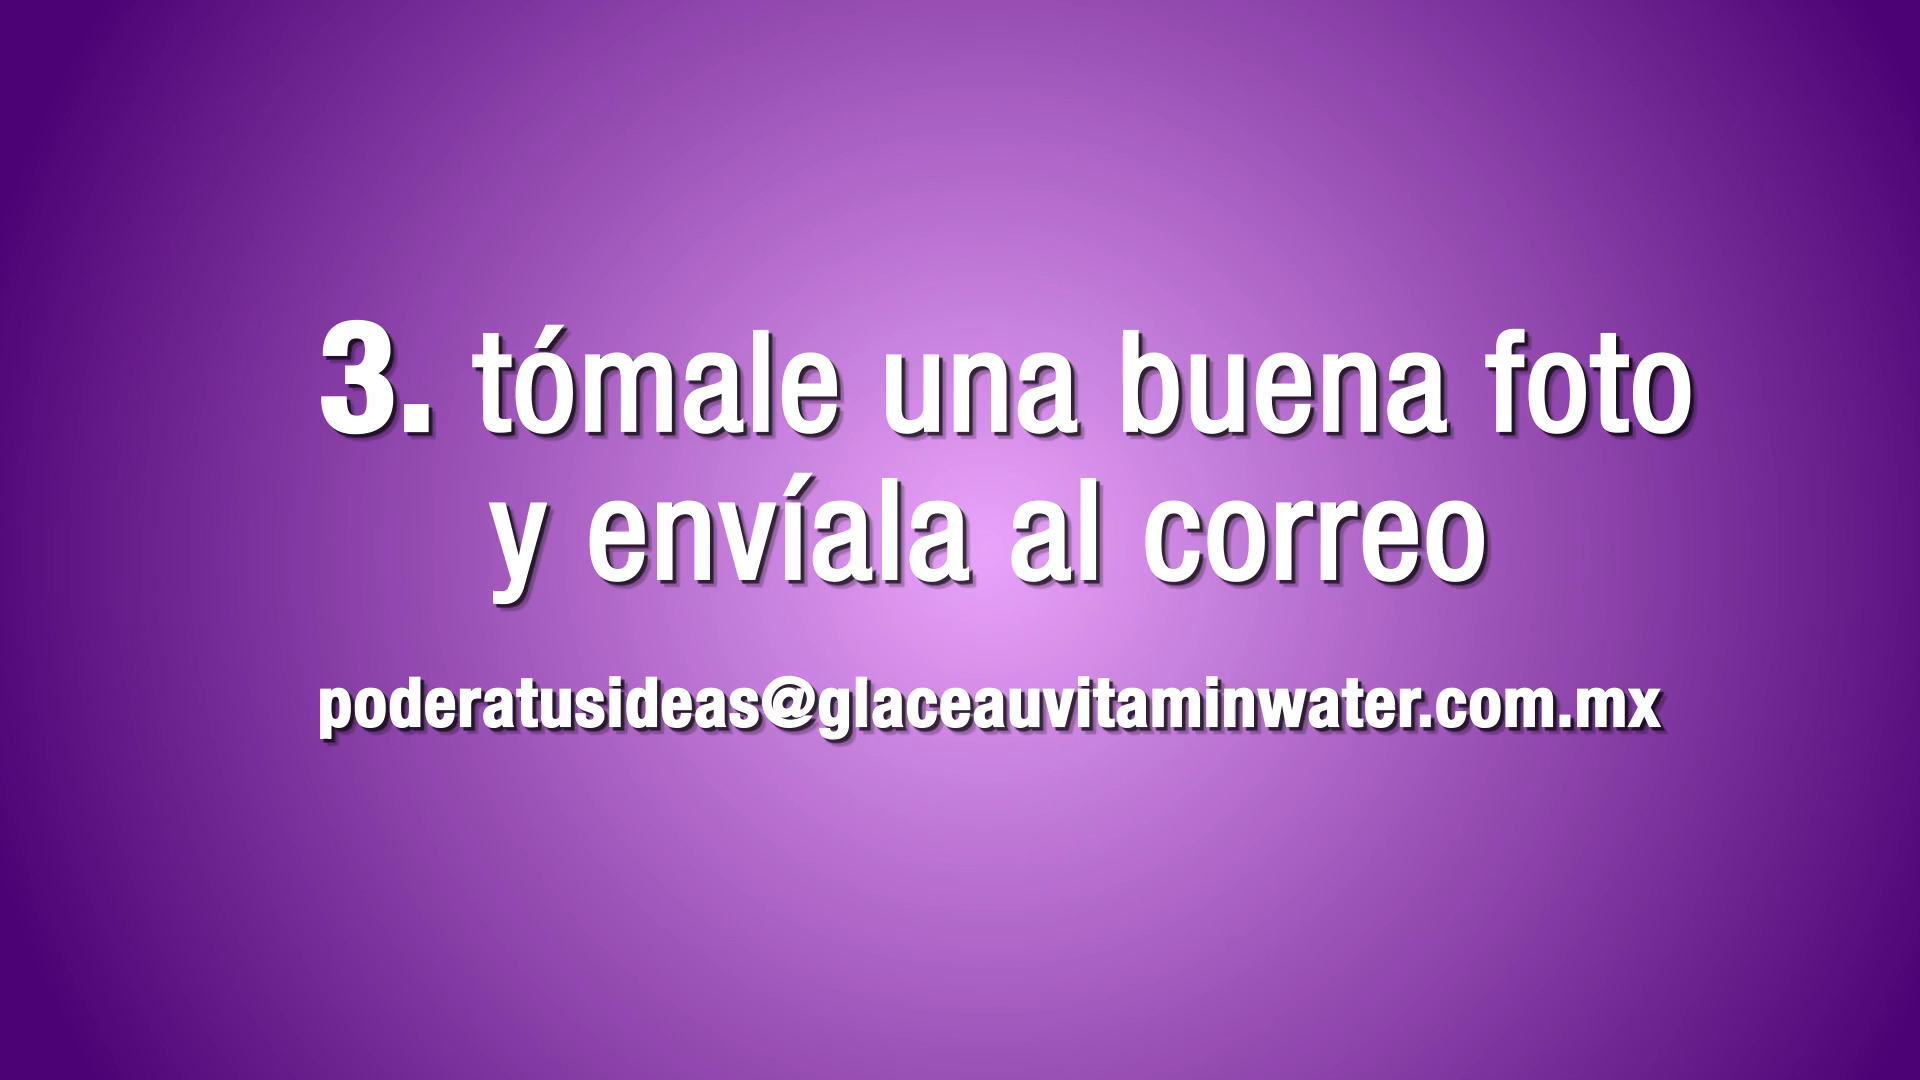 3. tómale una buena foto
y envíala al correo
poderatusideas@glaceauvitaminwater.com.mx